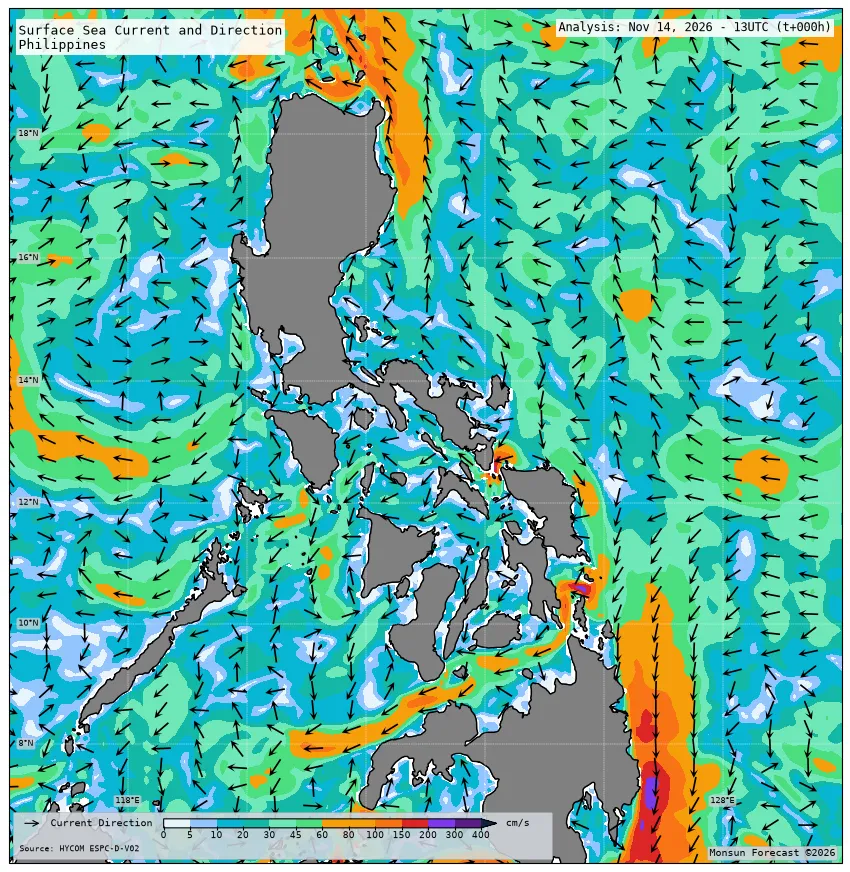 Surface Sea Current and Direction
Philippines
Analysis: Nov 14, 2026 - 13UTC (t+000h)
18°N
16°N
14°N
12°N
10°N
8°N
118°E
128°E
Current Direction
0 5 10 20 30 45 60 80 100 150 200 300 400
cm/s
Source: HYCOM ESPC-D-V02
Monsun Forecast ©2026